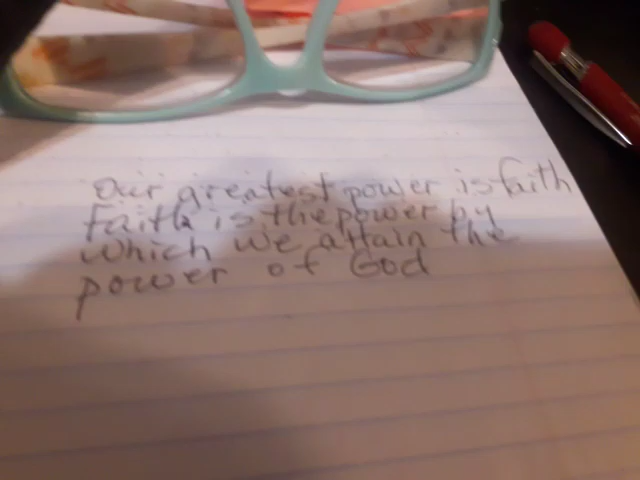 Our greatest power is faith
faith is the power by
which we attain the
power of God